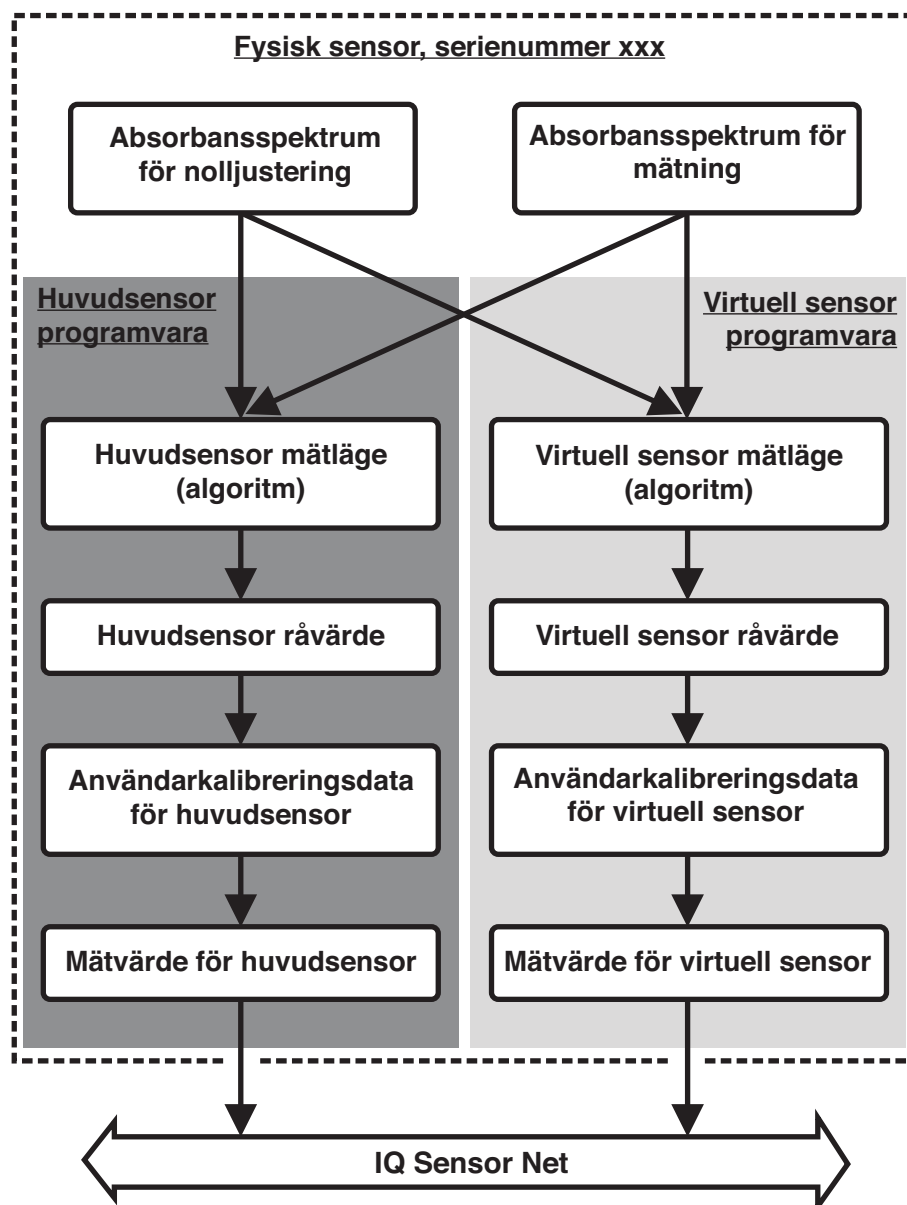 Fysisk sensor, serienummer xxx
Absorbansspektrum
för nolljustering
Absorbansspektrum för
mätning
Huvudsensor
programvara
Virtuell sensor
programvara
Huvudsensor mätläge
(algoritm)
Virtuell sensor mätläge
(algoritm)
Huvudsensor råvärde
Virtuell sensor råvärde
Användarkalibreringsdata
för huvudsensor
Användarkalibreringsdata
för virtuell sensor
Mätvärde för huvudsensor
Mätvärde för virtuell sensor
IQ Sensor Net